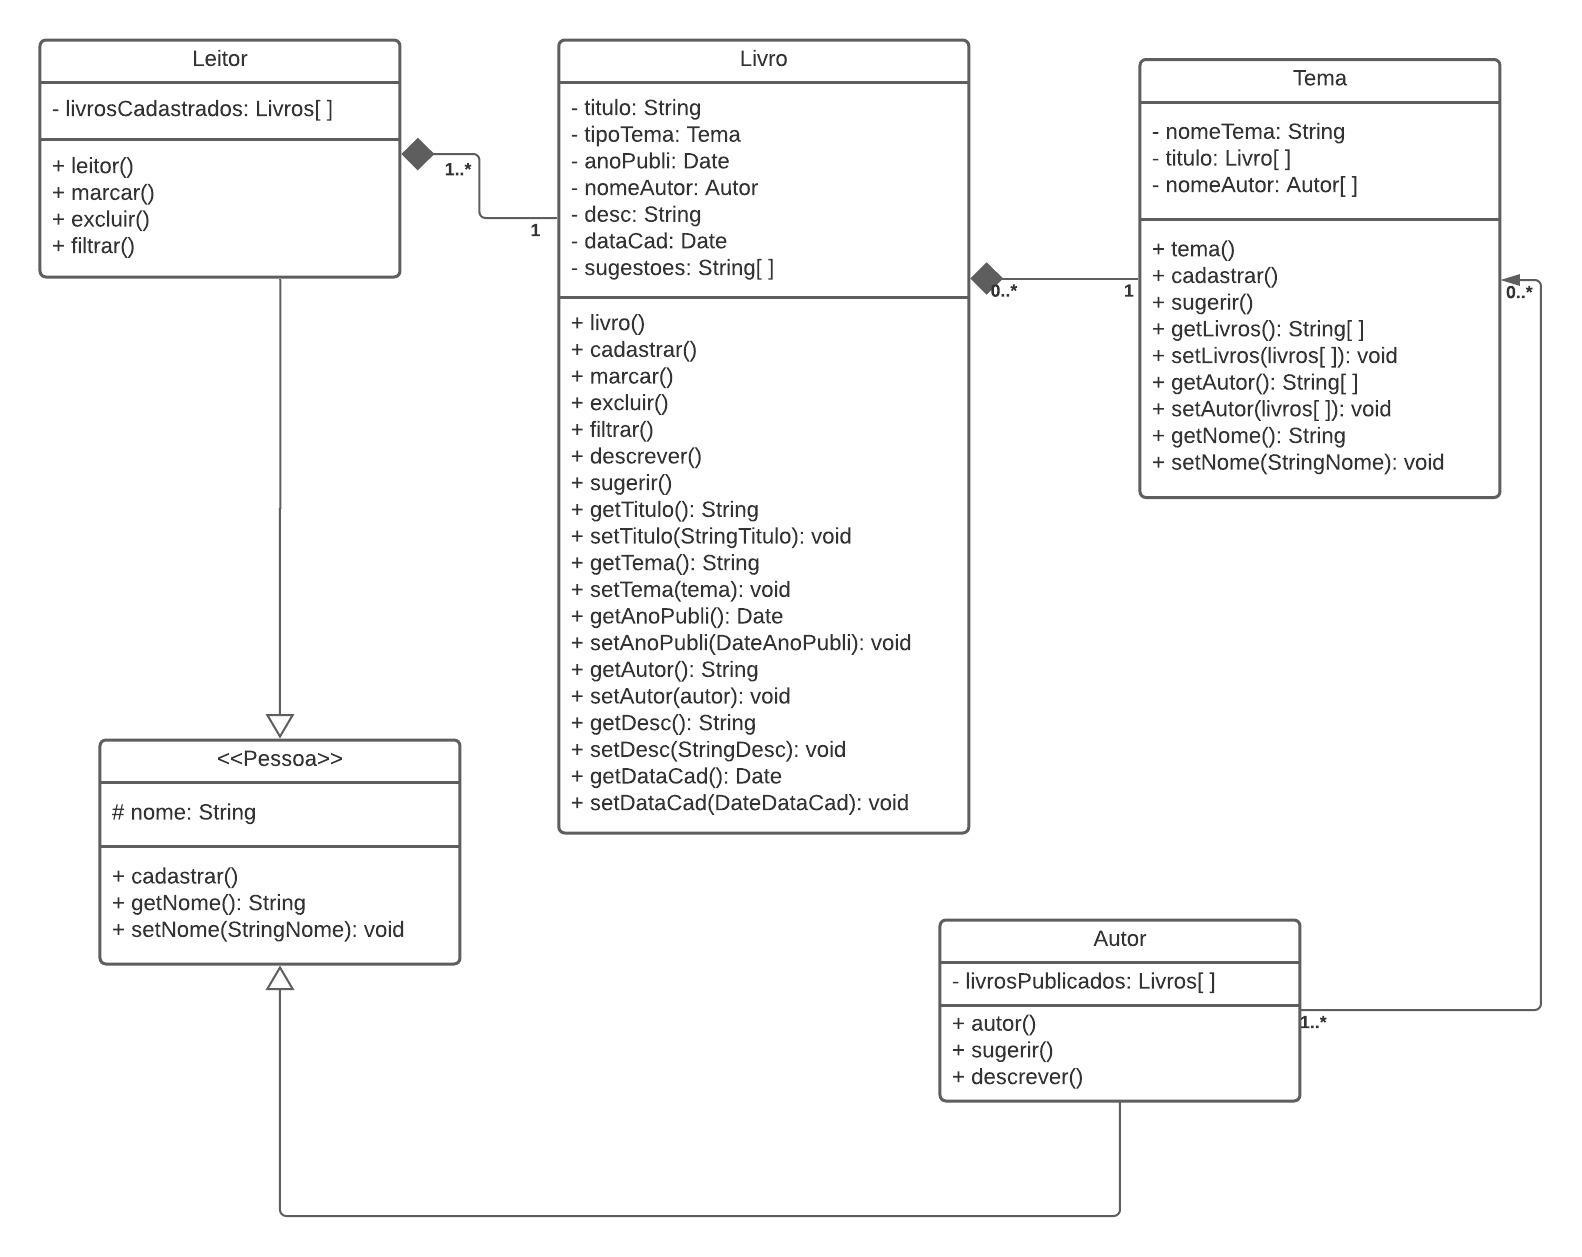 Leitor
- livrosCadastrados: Livros[ ]
+ leitor()
+ marcar()
+ excluir()
+ filtrar()
1..*
1
Livro
- titulo: String
- tipoTema: Tema
- anoPubli: Date
- nomeAutor: Autor
- desc: String
- dataCad: Date
- sugestoes: String[ ]
+ livro()
+ cadastrar()
+ marcar()
+ excluir()
+ filtrar()
+ descrever()
+ sugerir()
+ getTitulo(): String
+ setTitulo(StringTitulo): void
+ getTema(): String
+ setTema(tema): void
+ getAnoPubli(): Date
+ setAnoPubli(DateAnoPubli): void
+ getAutor(): String
+ setAutor(autor): void
+ getDesc(): String
+ setDesc(StringDesc): void
+ getDataCad(): Date
+ setDataCad(DateDataCad): void
0..*
1
Tema
- nomeTema: String
- titulo: Livro[ ]
- nomeAutor: Autor[ ]
+ tema()
+ cadastrar()
+ sugerir()
+ getLivros(): String[ ]
+ setLivros(livros[ ]): void
+ getAutor(): String[ ]
+ setAutor(livros[ ]): void
+ getNome(): String
+ setNome(StringNome): void
0..*
<<Pessoa>>
# nome: String
+ cadastrar()
+ getNome(): String
+ setNome(StringNome): void
Autor
- livrosPublicados: Livros[ ]
+ autor()
+ sugerir()
+ descrever()
1..*